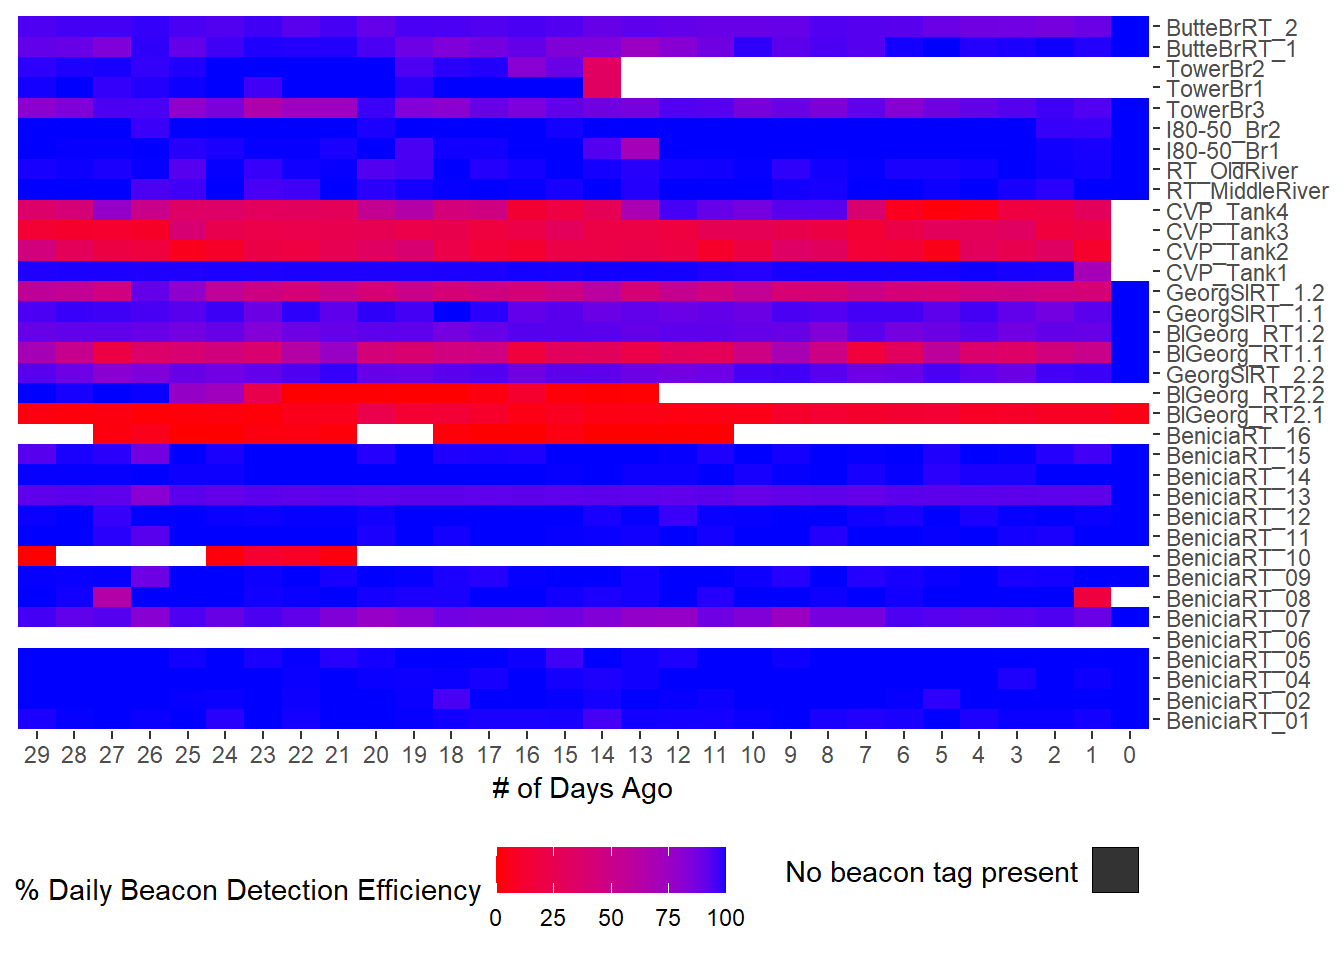 ButteBrRT_2
ButteBrRT_1
TowerBr2
TowerBr1
TowerBr3
I80-50_Br2
I80-50_Br1
RT_OldRiver
RT_MiddleRiver
CVP_Tank4
CVP_Tank3
CVP_Tank2
CVP_Tank1
GeorgSlRT_1.2
GeorgSlRT_1.1
BlGeorg_RT1.2
BlGeorg_RT1.1
GeorgSlRT_2.2
BlGeorg_RT2.2
BlGeorg_RT2.1
BeniciaRT_16
BeniciaRT_15
BeniciaRT_14
BeniciaRT_13
BeniciaRT_12
BeniciaRT_11
BeniciaRT_10
BeniciaRT_09
BeniciaRT_08
BeniciaRT_07
BeniciaRT_06
BeniciaRT_05
BeniciaRT_04
BeniciaRT_02
BeniciaRT_01
29 28 27 26 25 24 23 22 21 20 19 18 17 16 15 14 13 12 11 10 9 8 7 6 5 4 3 2 1 0
# of Days Ago
% Daily Beacon Detection Efficiency
0 25 50 75 100
No beacon tag present